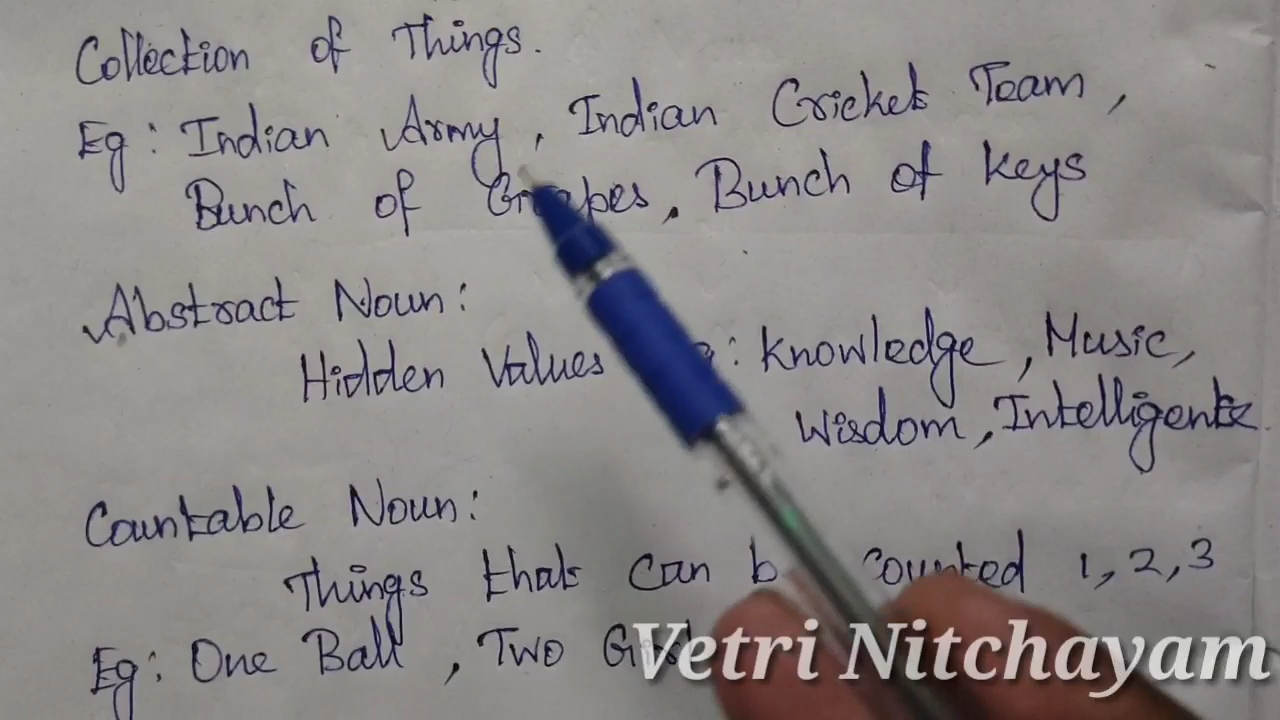 Collection of Things.
Eg: Indian Army, Indian Cricket Team,
Bunch of Grapes, Bunch of keys
Abstract Noun:
Hidden Values : Knowledge, Music,
Wisdom, Intelligent
Countable Noun:
Things that can b counted 1, 2, 3
Eg: One Ball, Two
Vetri Nitchayam